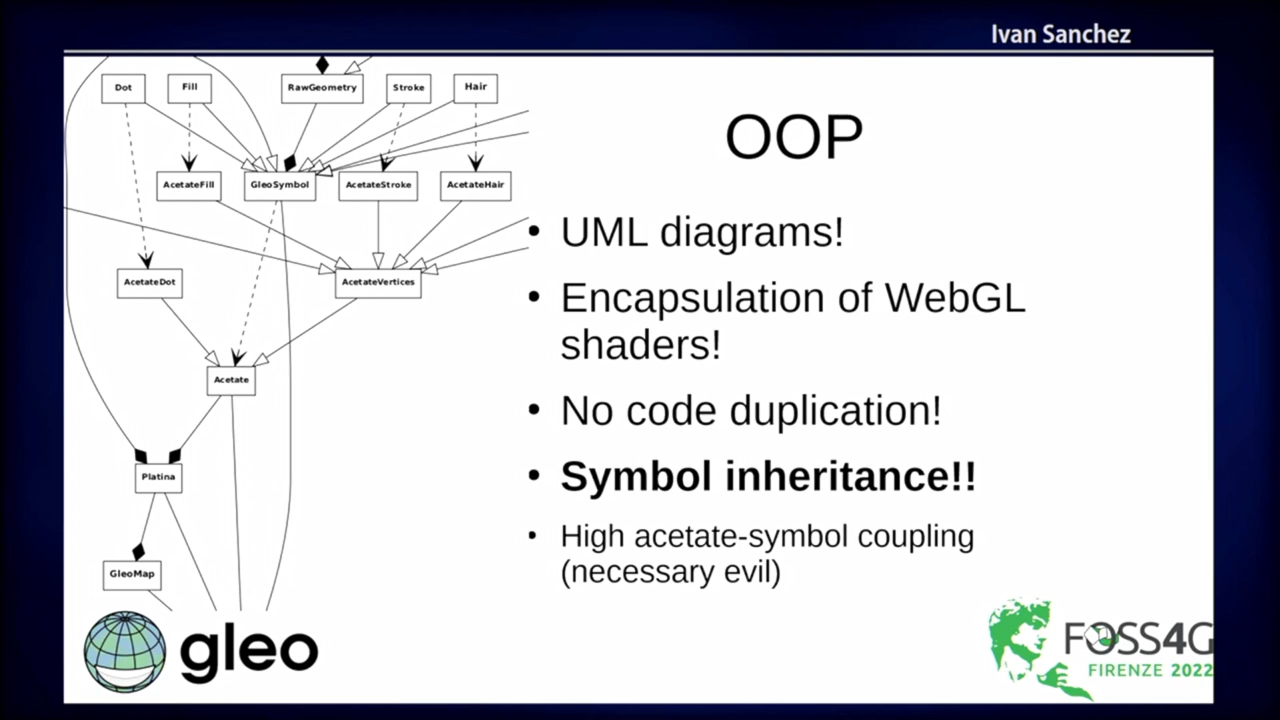 Ivan Sanchez
Dot
Fill
RawGeometry
Stroke
Hair
AcetateFill
GleoSymbol
AcetateStroke
AcetateHair
AcetateDot
AcetateVertices
Acetate
Platina
GleoMap
gleo
OOP
• UML diagrams!
• Encapsulation of WebGL
shaders!
• No code duplication!
• Symbol inheritance!!
• High acetate-symbol coupling
(necessary evil)
FOSS4G
FIRENZE 2022